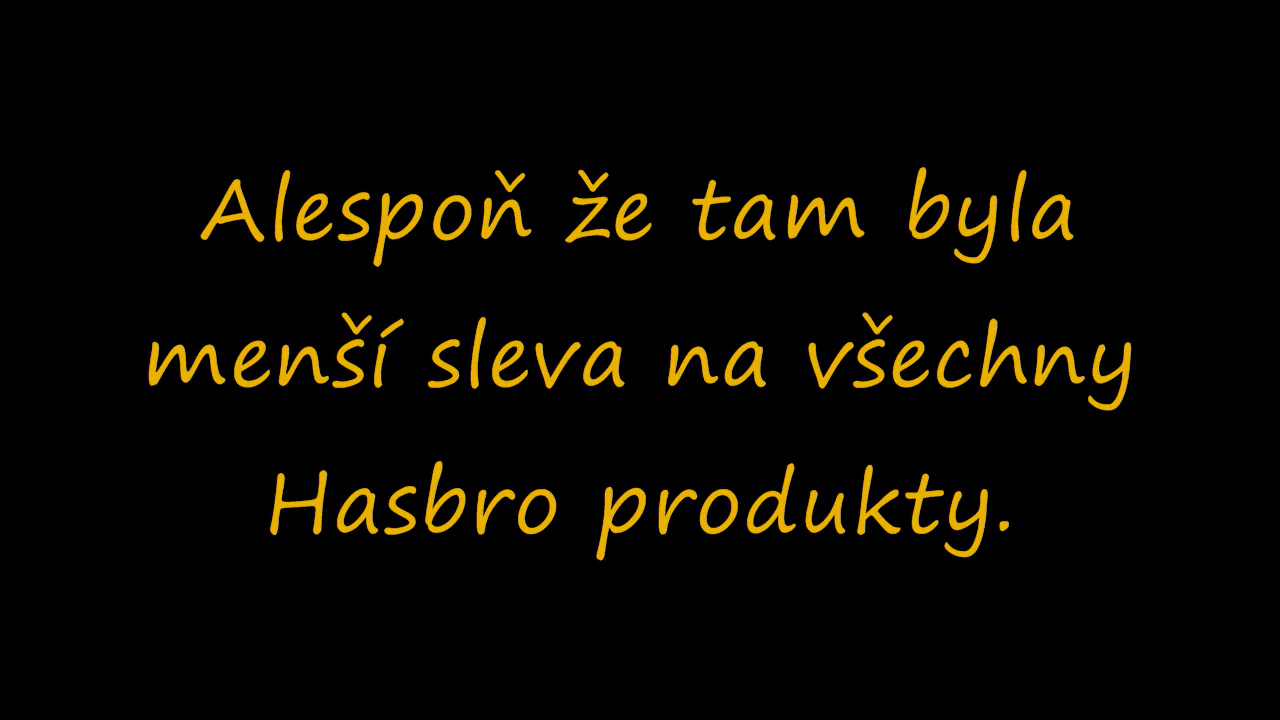 Alespoň že tam byla
menší sleva na všechny
Hasbro produkty.